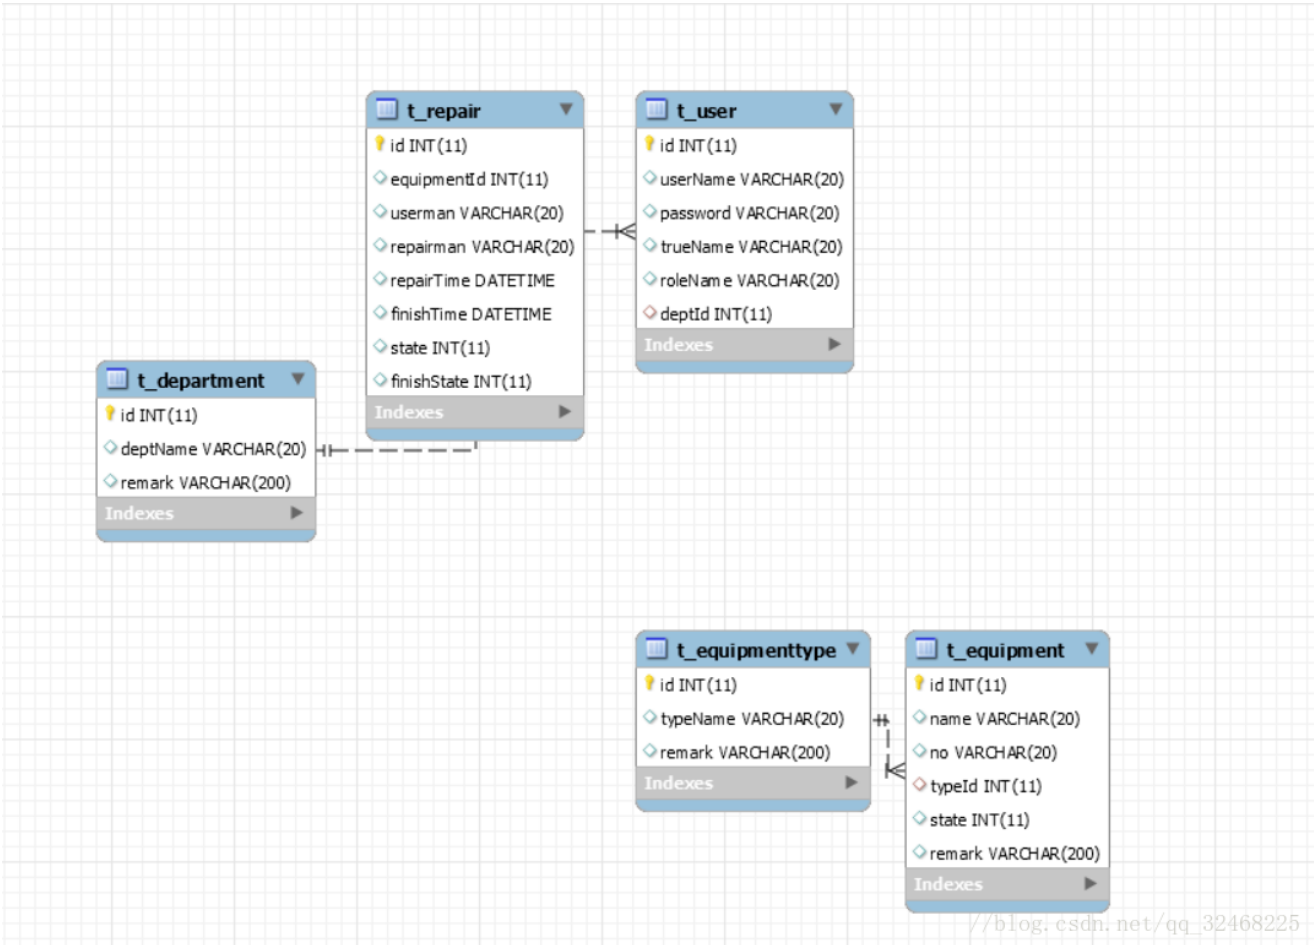 t_repair
id INT(11)
equipmentId INT(11)
userman VARCHAR(20)
repairman VARCHAR(20)
repairTime DATETIME
finishTime DATETIME
state INT(11)
finishState INT(11)
Indexes
t_user
id INT(11)
userName VARCHAR(20)
password VARCHAR(20)
trueName VARCHAR(20)
roleName VARCHAR(20)
deptId INT(11)
Indexes
t_department
id INT(11)
deptName VARCHAR(20)
remark VARCHAR(200)
Indexes
t_equipmenttype
id INT(11)
typeName VARCHAR(20)
remark VARCHAR(200)
Indexes
t_equipment
id INT(11)
name VARCHAR(20)
no VARCHAR(20)
typeId INT(11)
state INT(11)
remark VARCHAR(200)
Indexes
//blog.csdn.net/qq_32468225